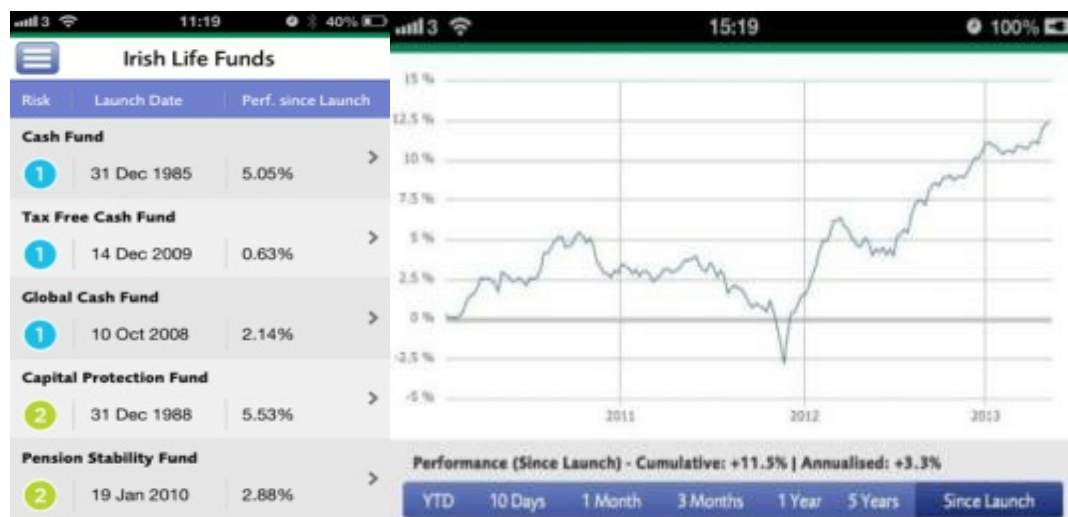 3 11:19 40%
Irish Life Funds
Risk Launch Date Perf. since Launch
Cash Fund
1 31 Dec 1985 5.05%
Tax Free Cash Fund
1 14 Dec 2009 0.63%
Global Cash Fund
1 10 Oct 2008 2.14%
Capital Protection Fund
2 31 Dec 1988 5.53%
Pension Stability Fund
2 19 Jan 2010 2.88%
3 15:19 100%
15 %
12.5 %
10 %
7.5 %
5 %
2.5 %
0 %
-2.5 %
-5 %
2011 2012 2013
Performance (Since Launch) - Cumulative: +11.5% | Annualised: +3.3%
YTD 10 Days 1 Month 3 Months 1 Year 5 Years Since Launch